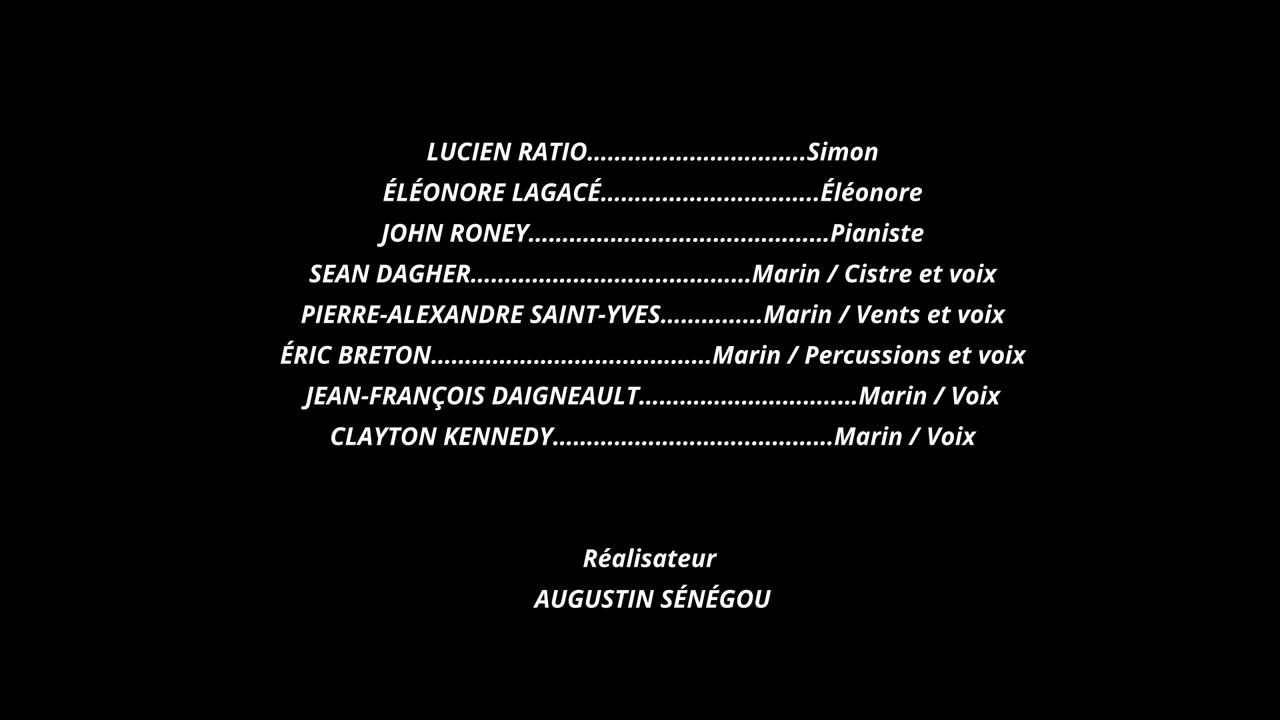 LUCIEN RATIO................................Simon
ÉLÉONORE LAGACÉ................................Éléonore
JOHN RONEY............................................Pianiste
SEAN DAGHER.........................................Marin / Cistre et voix
PIERRE-ALEXANDRE SAINT-YVES...............Marin / Vents et voix
ÉRIC BRETON.........................................Marin / Percussions et voix
JEAN-FRANÇOIS DAIGNEAULT................................Marin / Voix
CLAYTON KENNEDY.........................................Marin / Voix
Réalisateur
AUGUSTIN SÉNÉGOU